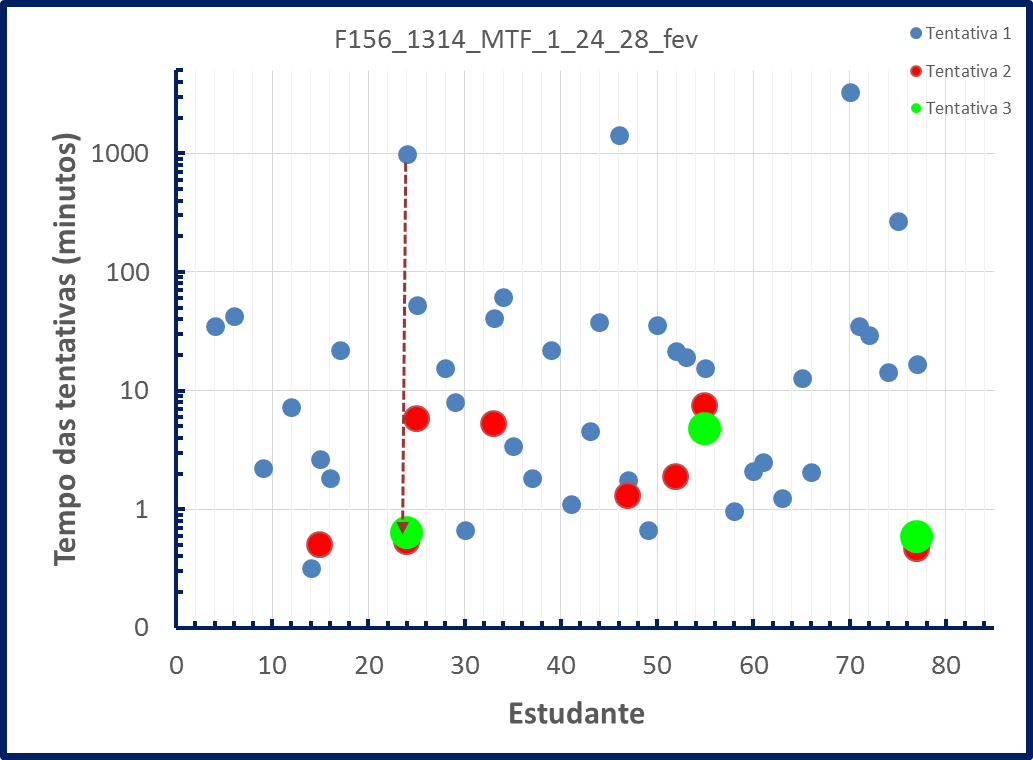 F156_1314_MTF_1_24_28_fev
Tentativa 1
Tentativa 2
Tentativa 3
Tempo das tentativas (minutos)
1000
100
10
1
0
0 10 20 30 40 50 60 70 80
Estudante